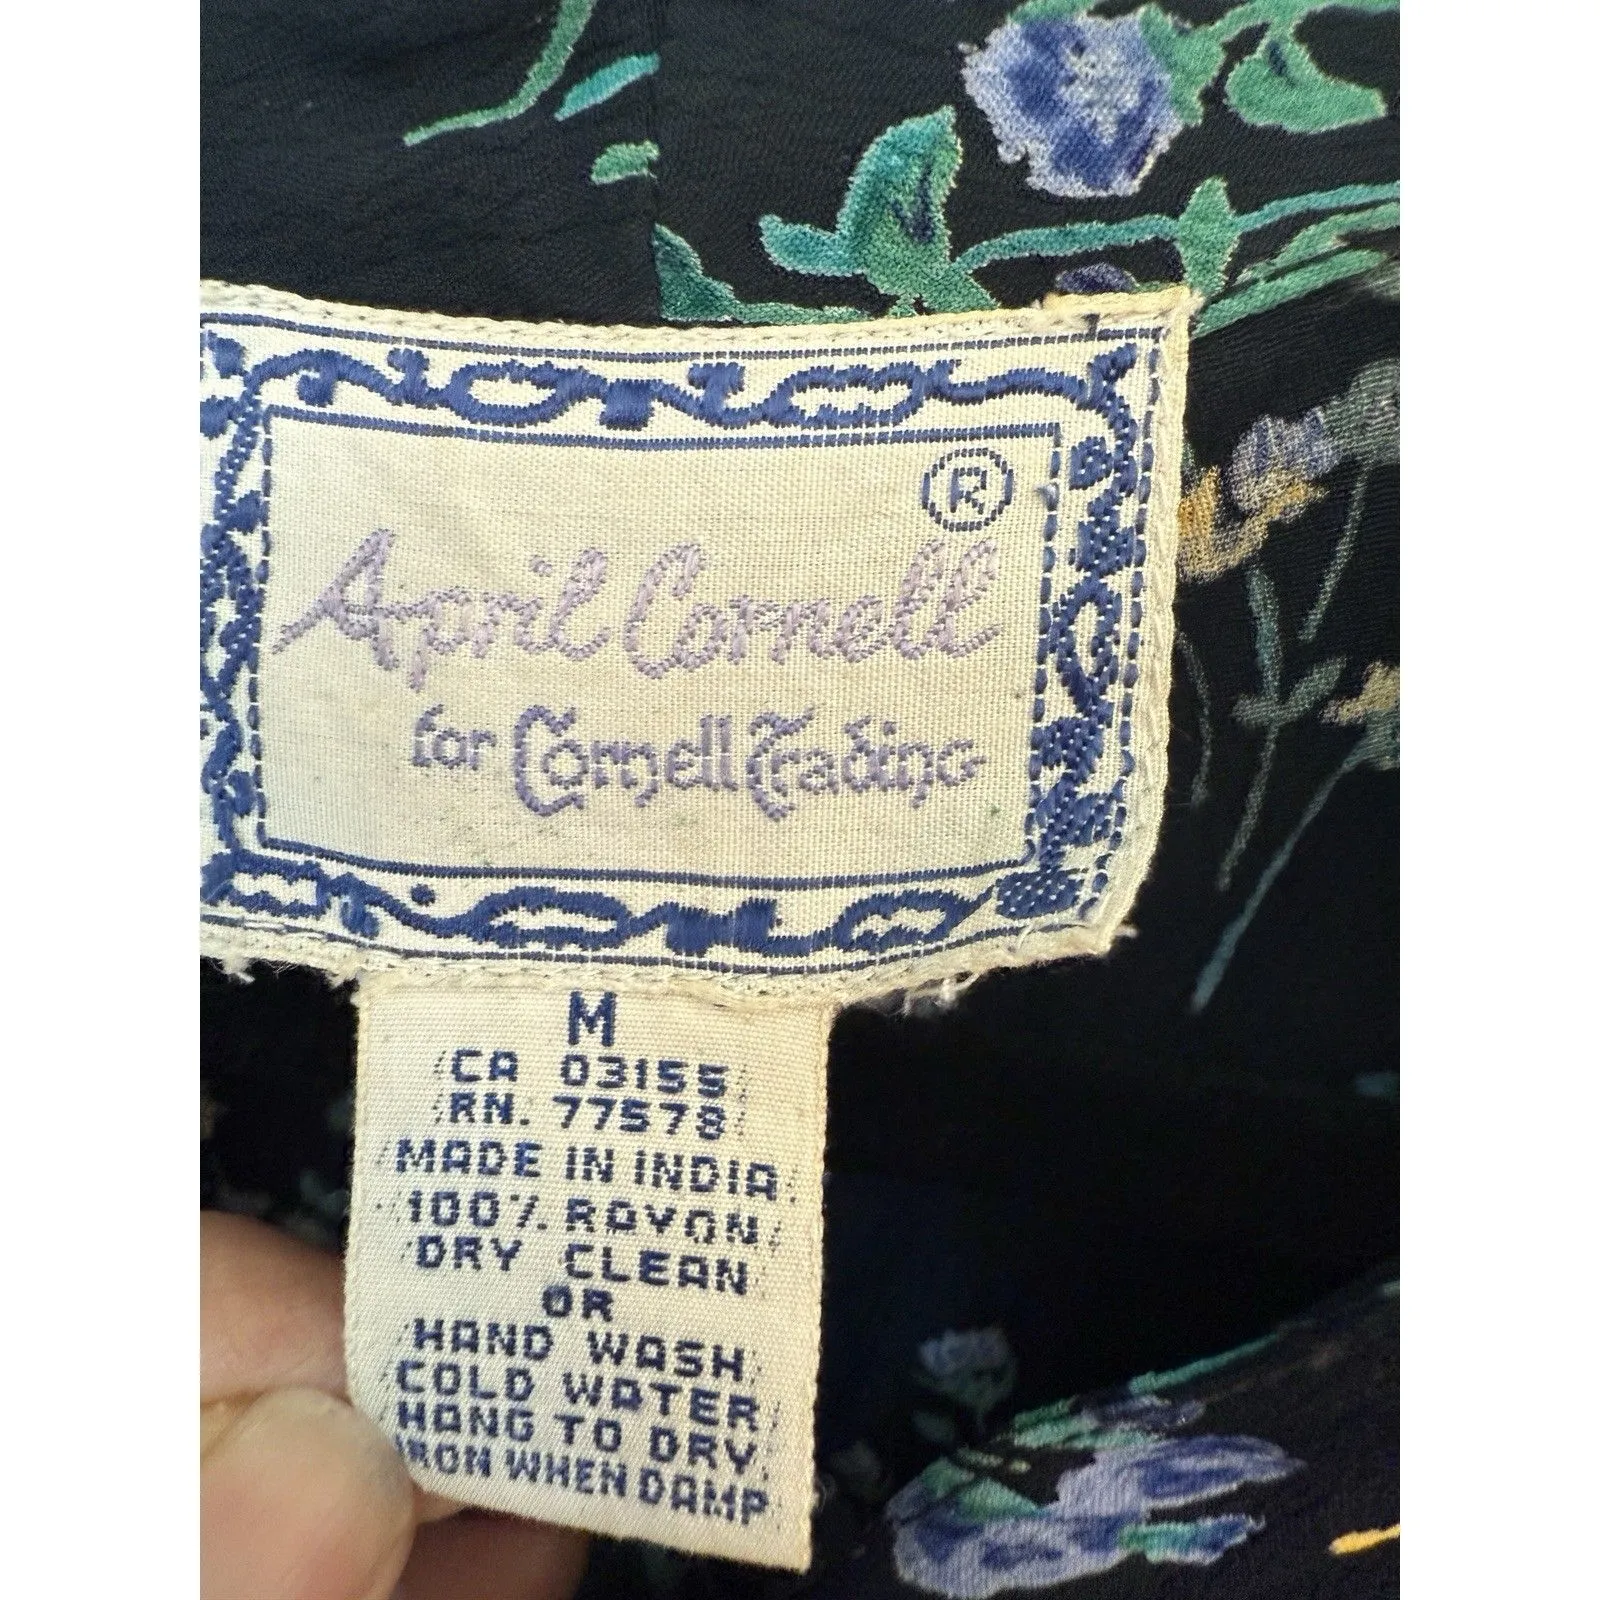 ®
April Cornell
for Cornell Trading
M
CA 03155
RN. 77578
MADE IN INDIA
100% RAYON
DRY CLEAN
OR
HAND WASH
COLD WATER
HANG TO DRY
IRON WHEN DAMP